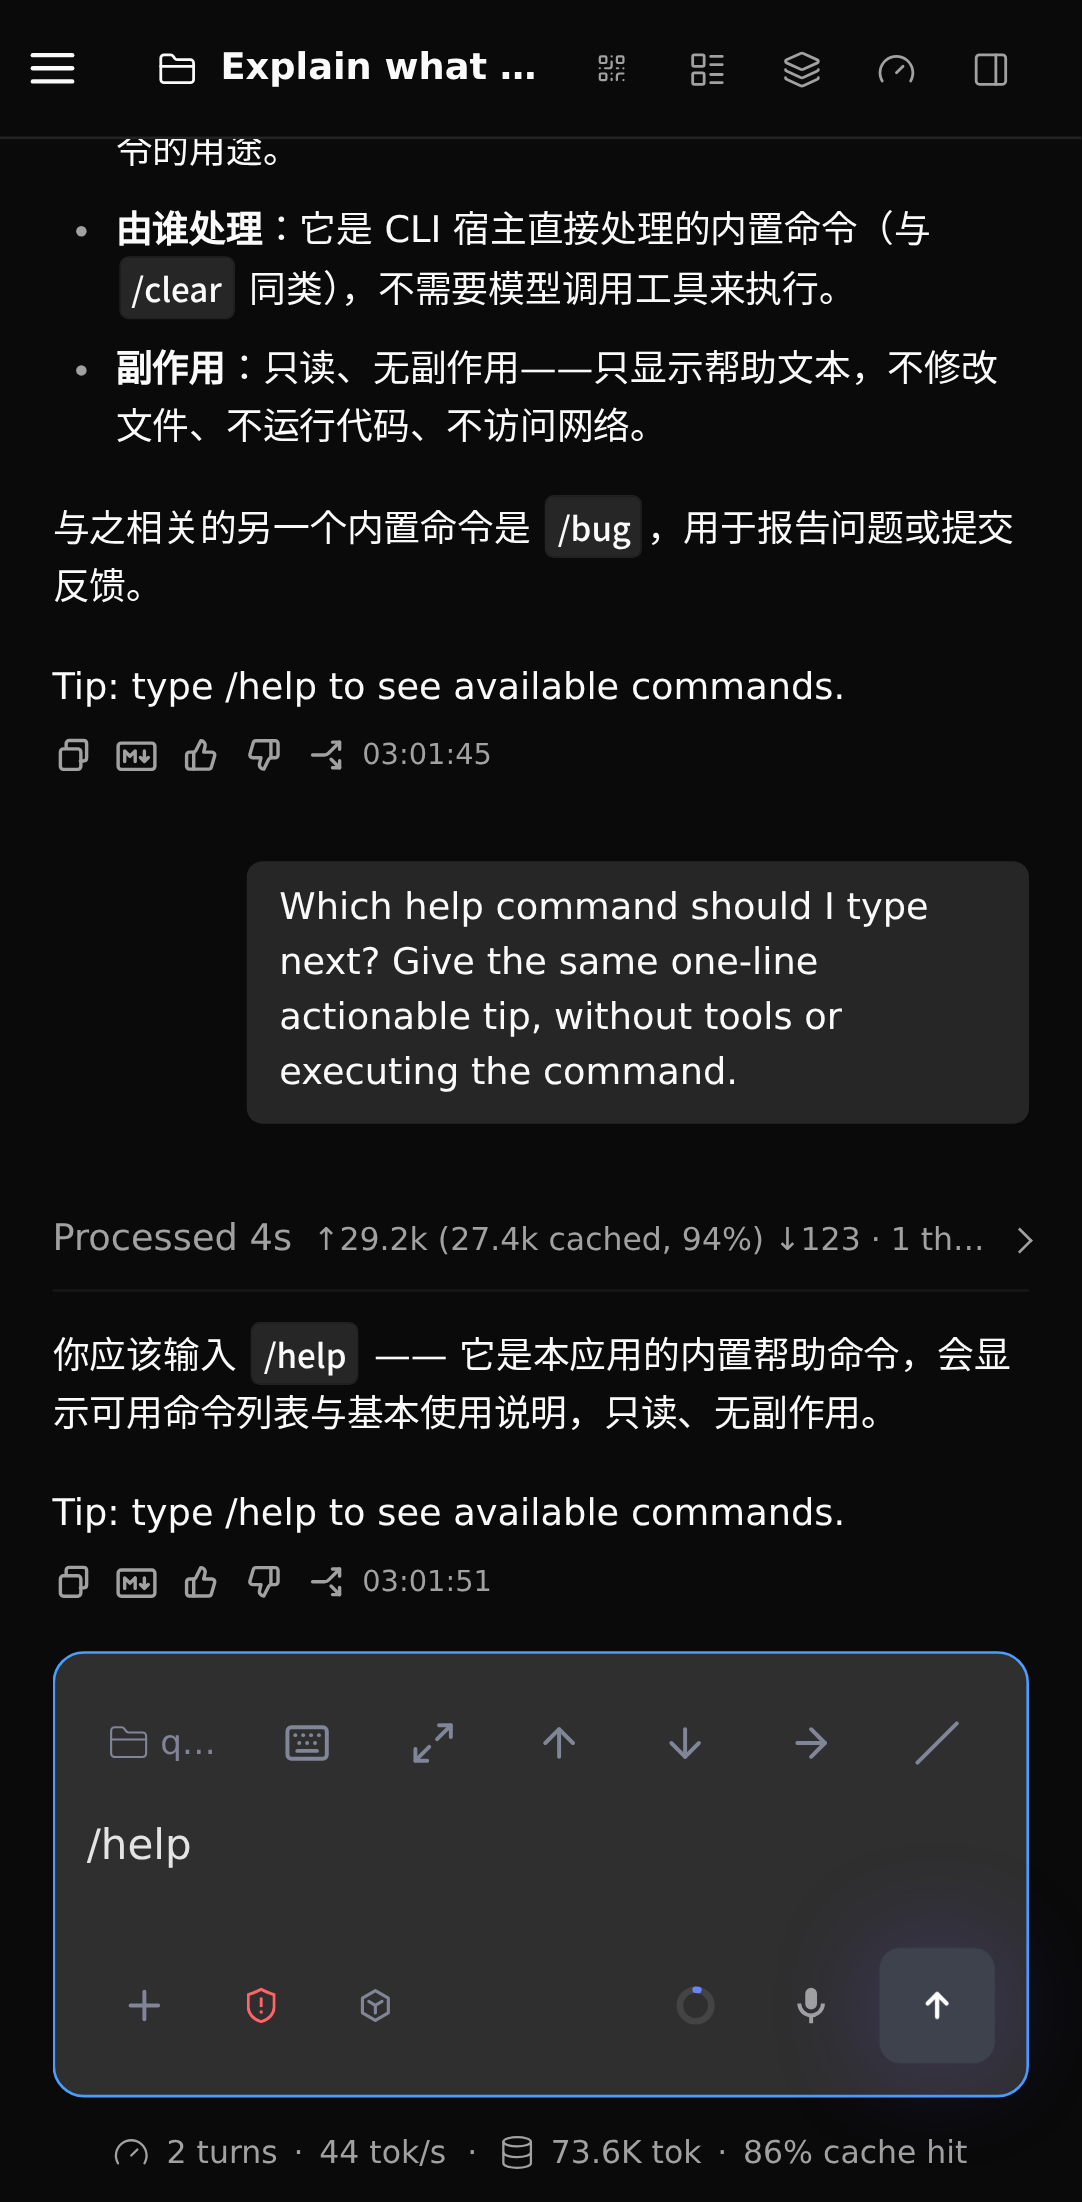 Explain what ...
令的用途。
• 由谁处理：它是 CLI 宿主直接处理的内置命令（与
/clear 同类），不需要模型调用工具来执行。
• 副作用：只读、无副作用——只显示帮助文本，不修改
文件、不运行代码、不访问网络。
与之相关的另一个内置命令是 /bug ，用于报告问题或提交
反馈。
Tip: type /help to see available commands.
M↓ 03:01:45
Which help command should I type
next? Give the same one-line
actionable tip, without tools or
executing the command.
Processed 4s ↑29.2k (27.4k cached, 94%) ↓123 · 1 th...
你应该输入 /help —— 它是本应用的内置帮助命令，会显
示可用命令列表与基本使用说明，只读、无副作用。
Tip: type /help to see available commands.
M↓ 03:01:51
q...
/help
2 turns · 44 tok/s · 73.6K tok · 86% cache hit